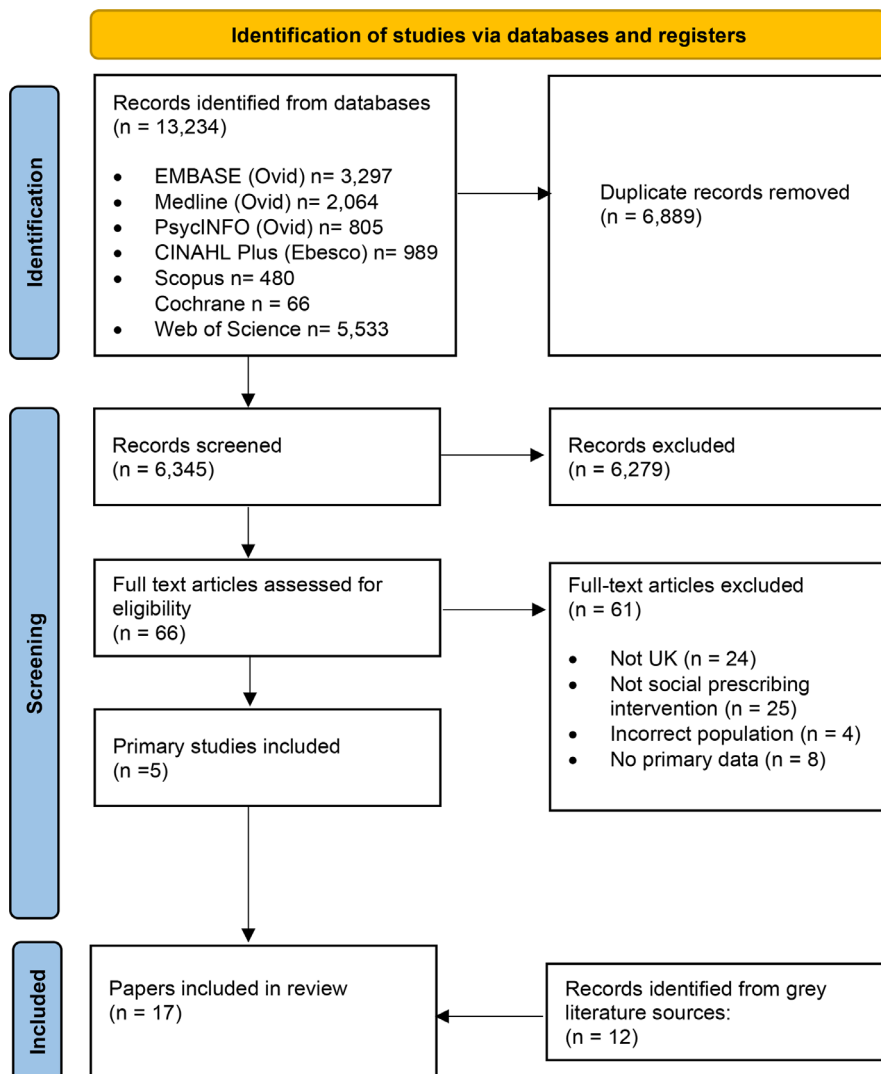 Identification of studies via databases and registers
Identification
Records identified from databases
(n = 13,234)
• EMBASE (Ovid) n= 3,297
• Medline (Ovid) n= 2,064
• PsycINFO (Ovid) n= 805
• CINAHL Plus (Ebesco) n= 989
• Scopus n= 480
Cochrane n = 66
• Web of Science n= 5,533
Duplicate records removed
(n = 6,889)
Screening
Records screened
(n = 6,345)
Records excluded
(n = 6,279)
Full text articles assessed for
eligibility
(n = 66)
Full-text articles excluded
(n = 61)
• Not UK (n = 24)
• Not social prescribing
intervention (n = 25)
• Incorrect population (n = 4)
• No primary data (n = 8)
Primary studies included
(n =5)
Included
Papers included in review
(n = 17)
Records identified from grey
literature sources:
(n = 12)